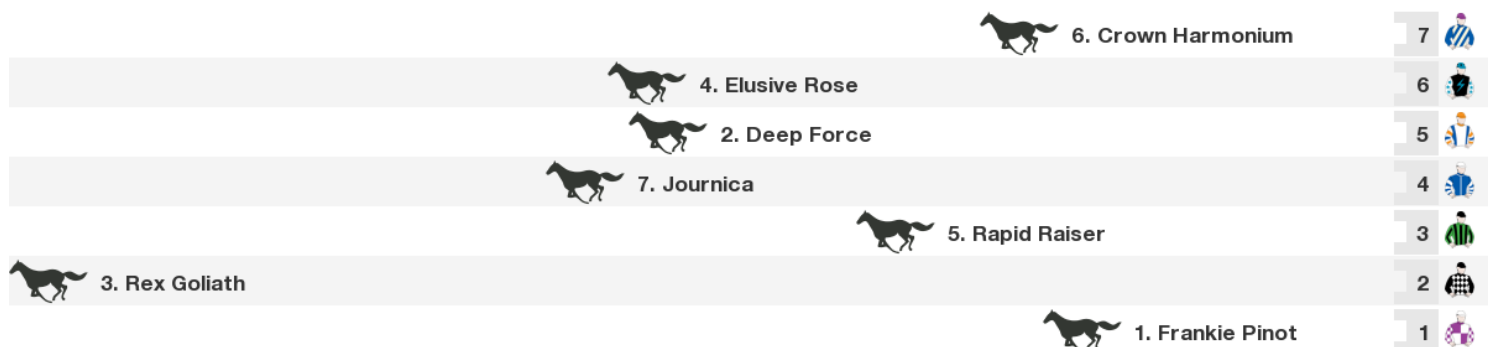 6. Crown Harmonium 7
4. Elusive Rose 6
2. Deep Force 5
7. Journica 4
5. Rapid Raiser 3
3. Rex Goliath 2
1. Frankie Pinot 1